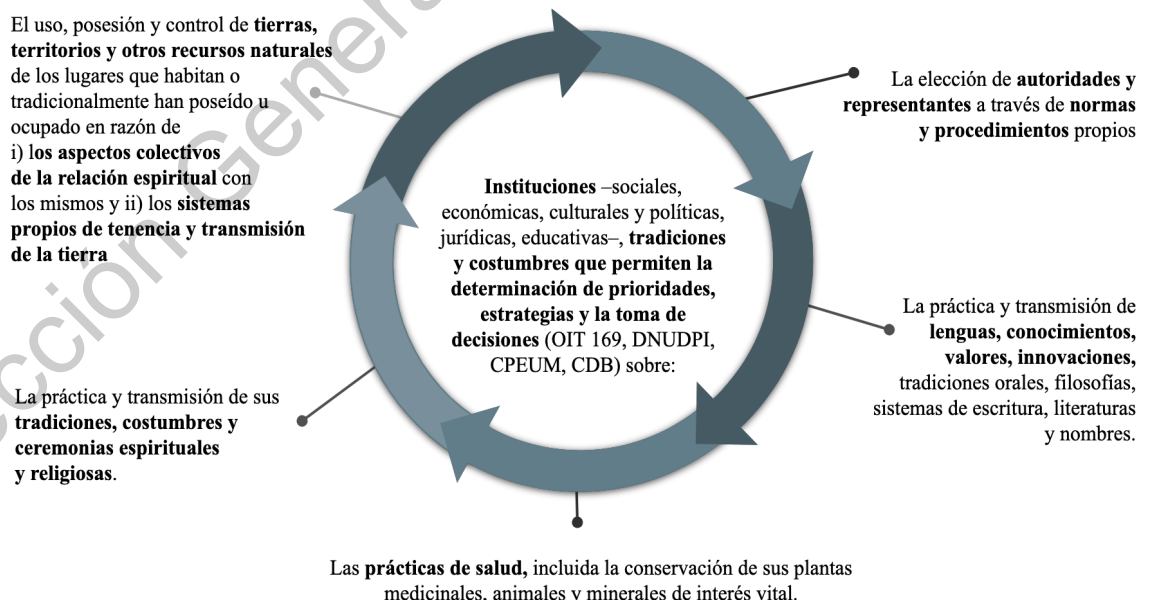 El uso, posesión y control de tierras,
territorios y otros recursos naturales
de los lugares que habitan o
tradicionalmente han poseído u
ocupado en razón de
i) los aspectos colectivos
de la relación espiritual con
los mismos y ii) los sistemas
propios de tenencia y transmisión
de la tierra
La elección de autoridades y
representantes a través de normas
y procedimientos propios
Instituciones –sociales,
económicas, culturales y políticas,
jurídicas, educativas–, tradiciones
y costumbres que permiten la
determinación de prioridades,
estrategias y la toma de
decisiones (OIT 169, DNUDPI,
CPEUM, CDB) sobre:
La práctica y transmisión de
lenguas, conocimientos,
valores, innovaciones,
tradiciones orales, filosofías,
sistemas de escritura, literaturas
y nombres.
La práctica y transmisión de sus
tradiciones, costumbres y
ceremonias espirituales
y religiosas.
Las prácticas de salud, incluida la conservación de sus plantas
medicinales, animales y minerales de interés vital.